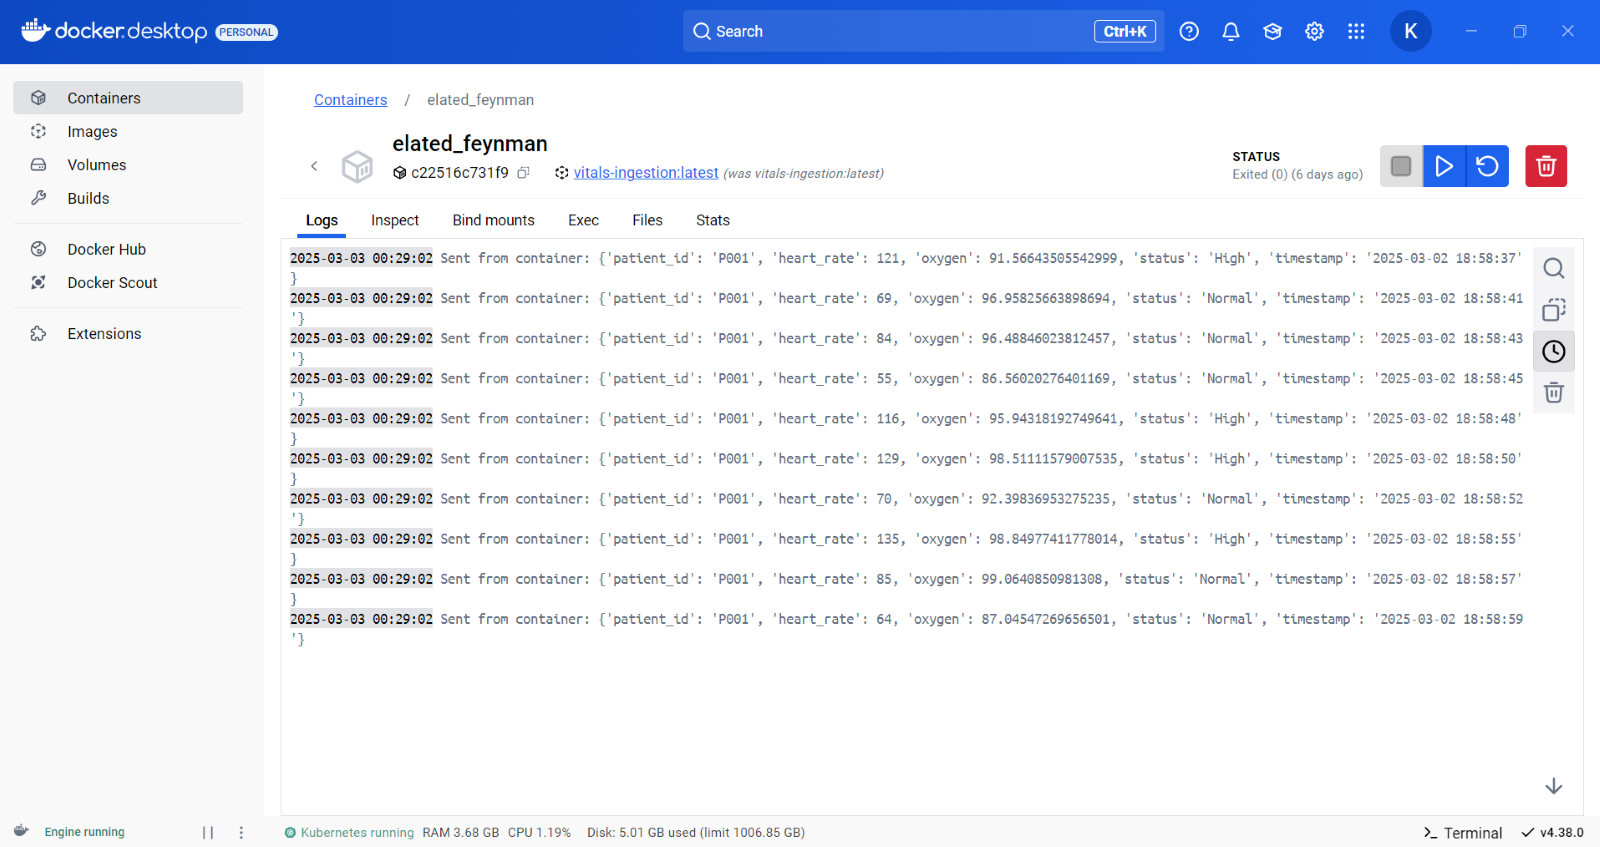 docker.desktop PERSONAL
Search
Ctrl+K
K
Containers
Images
Volumes
Builds
Docker Hub
Docker Scout
Extensions
Containers / elated_feynman
elated_feynman
c22516c731f9
vitals-ingestion:latest (was vitals-ingestion:latest)
STATUS
Exited (0) (6 days ago)
Logs Inspect Bind mounts Exec Files Stats
2025-03-03 00:29:02 Sent from container: {'patient_id': 'P001', 'heart_rate': 121, 'oxygen': 91.56643505542999, 'status': 'High', 'timestamp': '2025-03-02 18:58:37'
}
2025-03-03 00:29:02 Sent from container: {'patient_id': 'P001', 'heart_rate': 69, 'oxygen': 96.95825663898694, 'status': 'Normal', 'timestamp': '2025-03-02 18:58:41
'}
2025-03-03 00:29:02 Sent from container: {'patient_id': 'P001', 'heart_rate': 84, 'oxygen': 96.48846023812457, 'status': 'Normal', 'timestamp': '2025-03-02 18:58:43
'}
2025-03-03 00:29:02 Sent from container: {'patient_id': 'P001', 'heart_rate': 55, 'oxygen': 86.56020276401169, 'status': 'Normal', 'timestamp': '2025-03-02 18:58:45
'}
2025-03-03 00:29:02 Sent from container: {'patient_id': 'P001', 'heart_rate': 116, 'oxygen': 95.94318192749641, 'status': 'High', 'timestamp': '2025-03-02 18:58:48'
}
2025-03-03 00:29:02 Sent from container: {'patient_id': 'P001', 'heart_rate': 129, 'oxygen': 98.51111579007535, 'status': 'High', 'timestamp': '2025-03-02 18:58:50'
}
2025-03-03 00:29:02 Sent from container: {'patient_id': 'P001', 'heart_rate': 70, 'oxygen': 92.39836953275235, 'status': 'Normal', 'timestamp': '2025-03-02 18:58:52
'}
2025-03-03 00:29:02 Sent from container: {'patient_id': 'P001', 'heart_rate': 135, 'oxygen': 98.84977411778014, 'status': 'High', 'timestamp': '2025-03-02 18:58:55'
}
2025-03-03 00:29:02 Sent from container: {'patient_id': 'P001', 'heart_rate': 85, 'oxygen': 99.0640850981308, 'status': 'Normal', 'timestamp': '2025-03-02 18:58:57'
}
2025-03-03 00:29:02 Sent from container: {'patient_id': 'P001', 'heart_rate': 64, 'oxygen': 87.04547269656501, 'status': 'Normal', 'timestamp': '2025-03-02 18:58:59
'}
Engine running
Kubernetes running RAM 3.68 GB CPU 1.19% Disk: 5.01 GB used (limit 1006.85 GB)
Terminal
v4.38.0